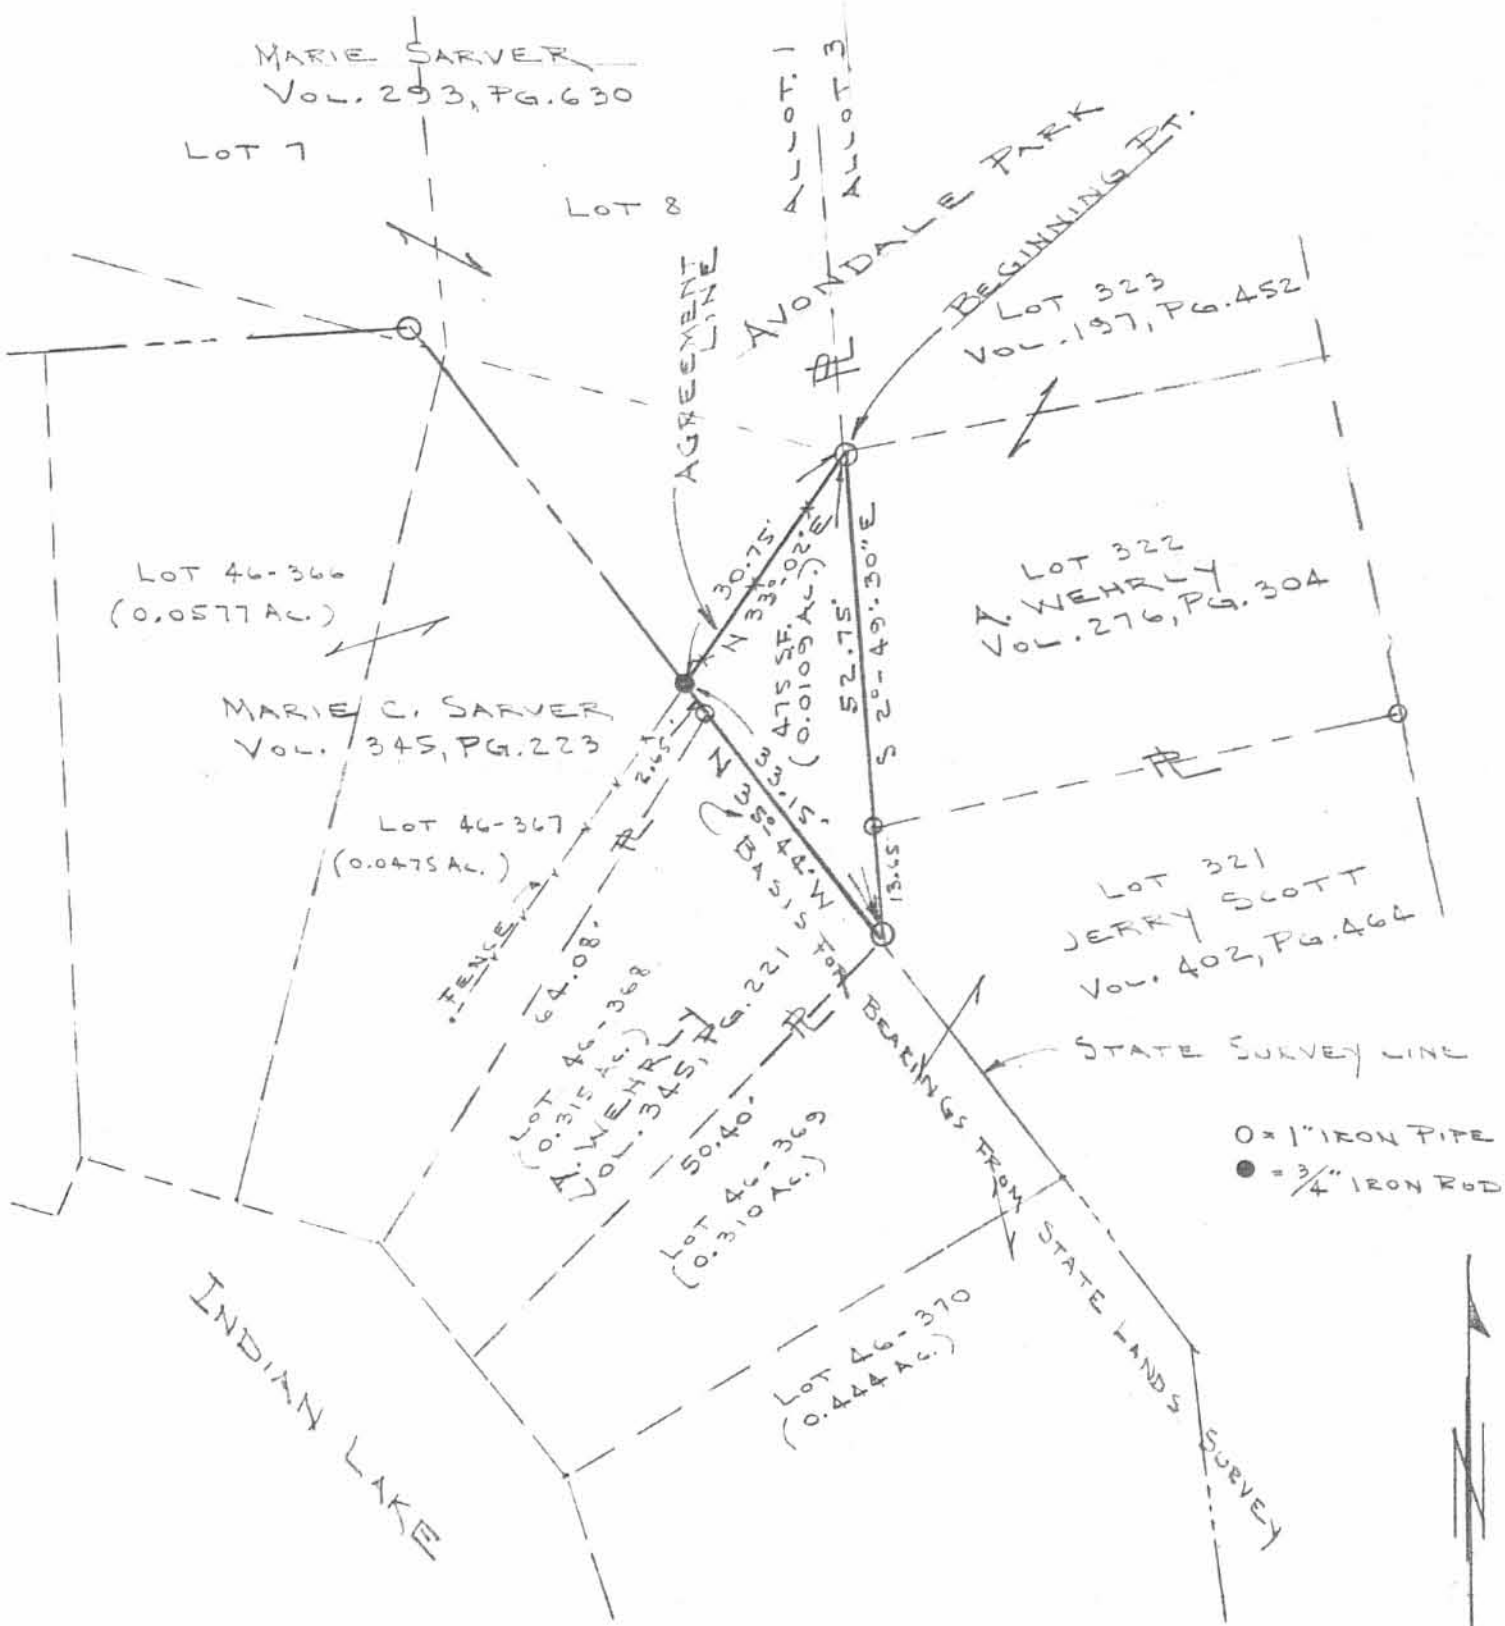 MARIE SARVER
VOL. 293, PG. 630
LOT 7
LOT 8
ALLOT. 1
ALLOT. 3
AVONDALE PARK
BEGINNING PT.
AGREEMENT
LINE
PL
LOT 323
VOL. 197, PG. 452
LOT 322
A. WEHRLY
VOL. 276, PG. 304
LOT 46-366
(0.0577 AC.)
30.75'
N 33°-02' E
475 S.F.
(0.0109 AC.)
52.75'
S 2°-49'-30" E
MARIE C. SARVER
VOL. 345, PG. 223
2.65'
33.15'
N 35°-44' W
PL
LOT 46-367
(0.0475 AC.)
PL
13.65'
LOT 321
JERRY SCOTT
VOL. 402, PG. 464
FENCE
64.08'
LOT 46-368
(0.315 AC.)
A. WEHRLY
VOL. 345, PG. 221
PL
50.40'
LOT 46-369
(0.310 AC.)
(BASIS FOR BEARINGS FROM STATE LANDS SURVEY
STATE SURVEY LINE
O = 1" IRON PIPE
● = 3/4" IRON ROD
LOT 46-370
(0.444 AC.)
INDIAN LAKE
N